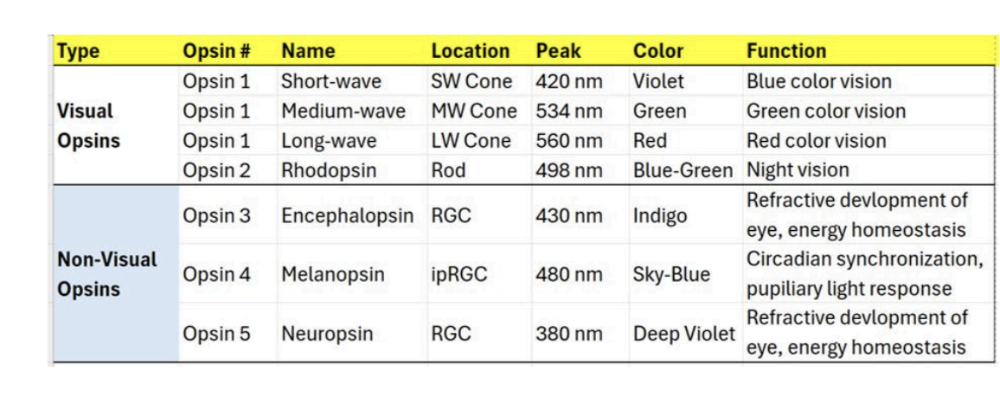 Type Opsin # Name Location Peak Color Function
Visual Opsins
Opsin 1 Short-wave SW Cone 420 nm Violet Blue color vision
Opsin 1 Medium-wave MW Cone 534 nm Green Green color vision
Opsin 1 Long-wave LW Cone 560 nm Red Red color vision
Opsin 2 Rhodopsin Rod 498 nm Blue-Green Night vision
Non-Visual Opsins
Opsin 3 Encephalopsin RGC 430 nm Indigo Refractive devlopment of
eye, energy homeostasis
Opsin 4 Melanopsin ipRGC 480 nm Sky-Blue Circadian synchronization,
pupiliary light response
Opsin 5 Neuropsin RGC 380 nm Deep Violet Refractive devlopment of
eye, energy homeostasis